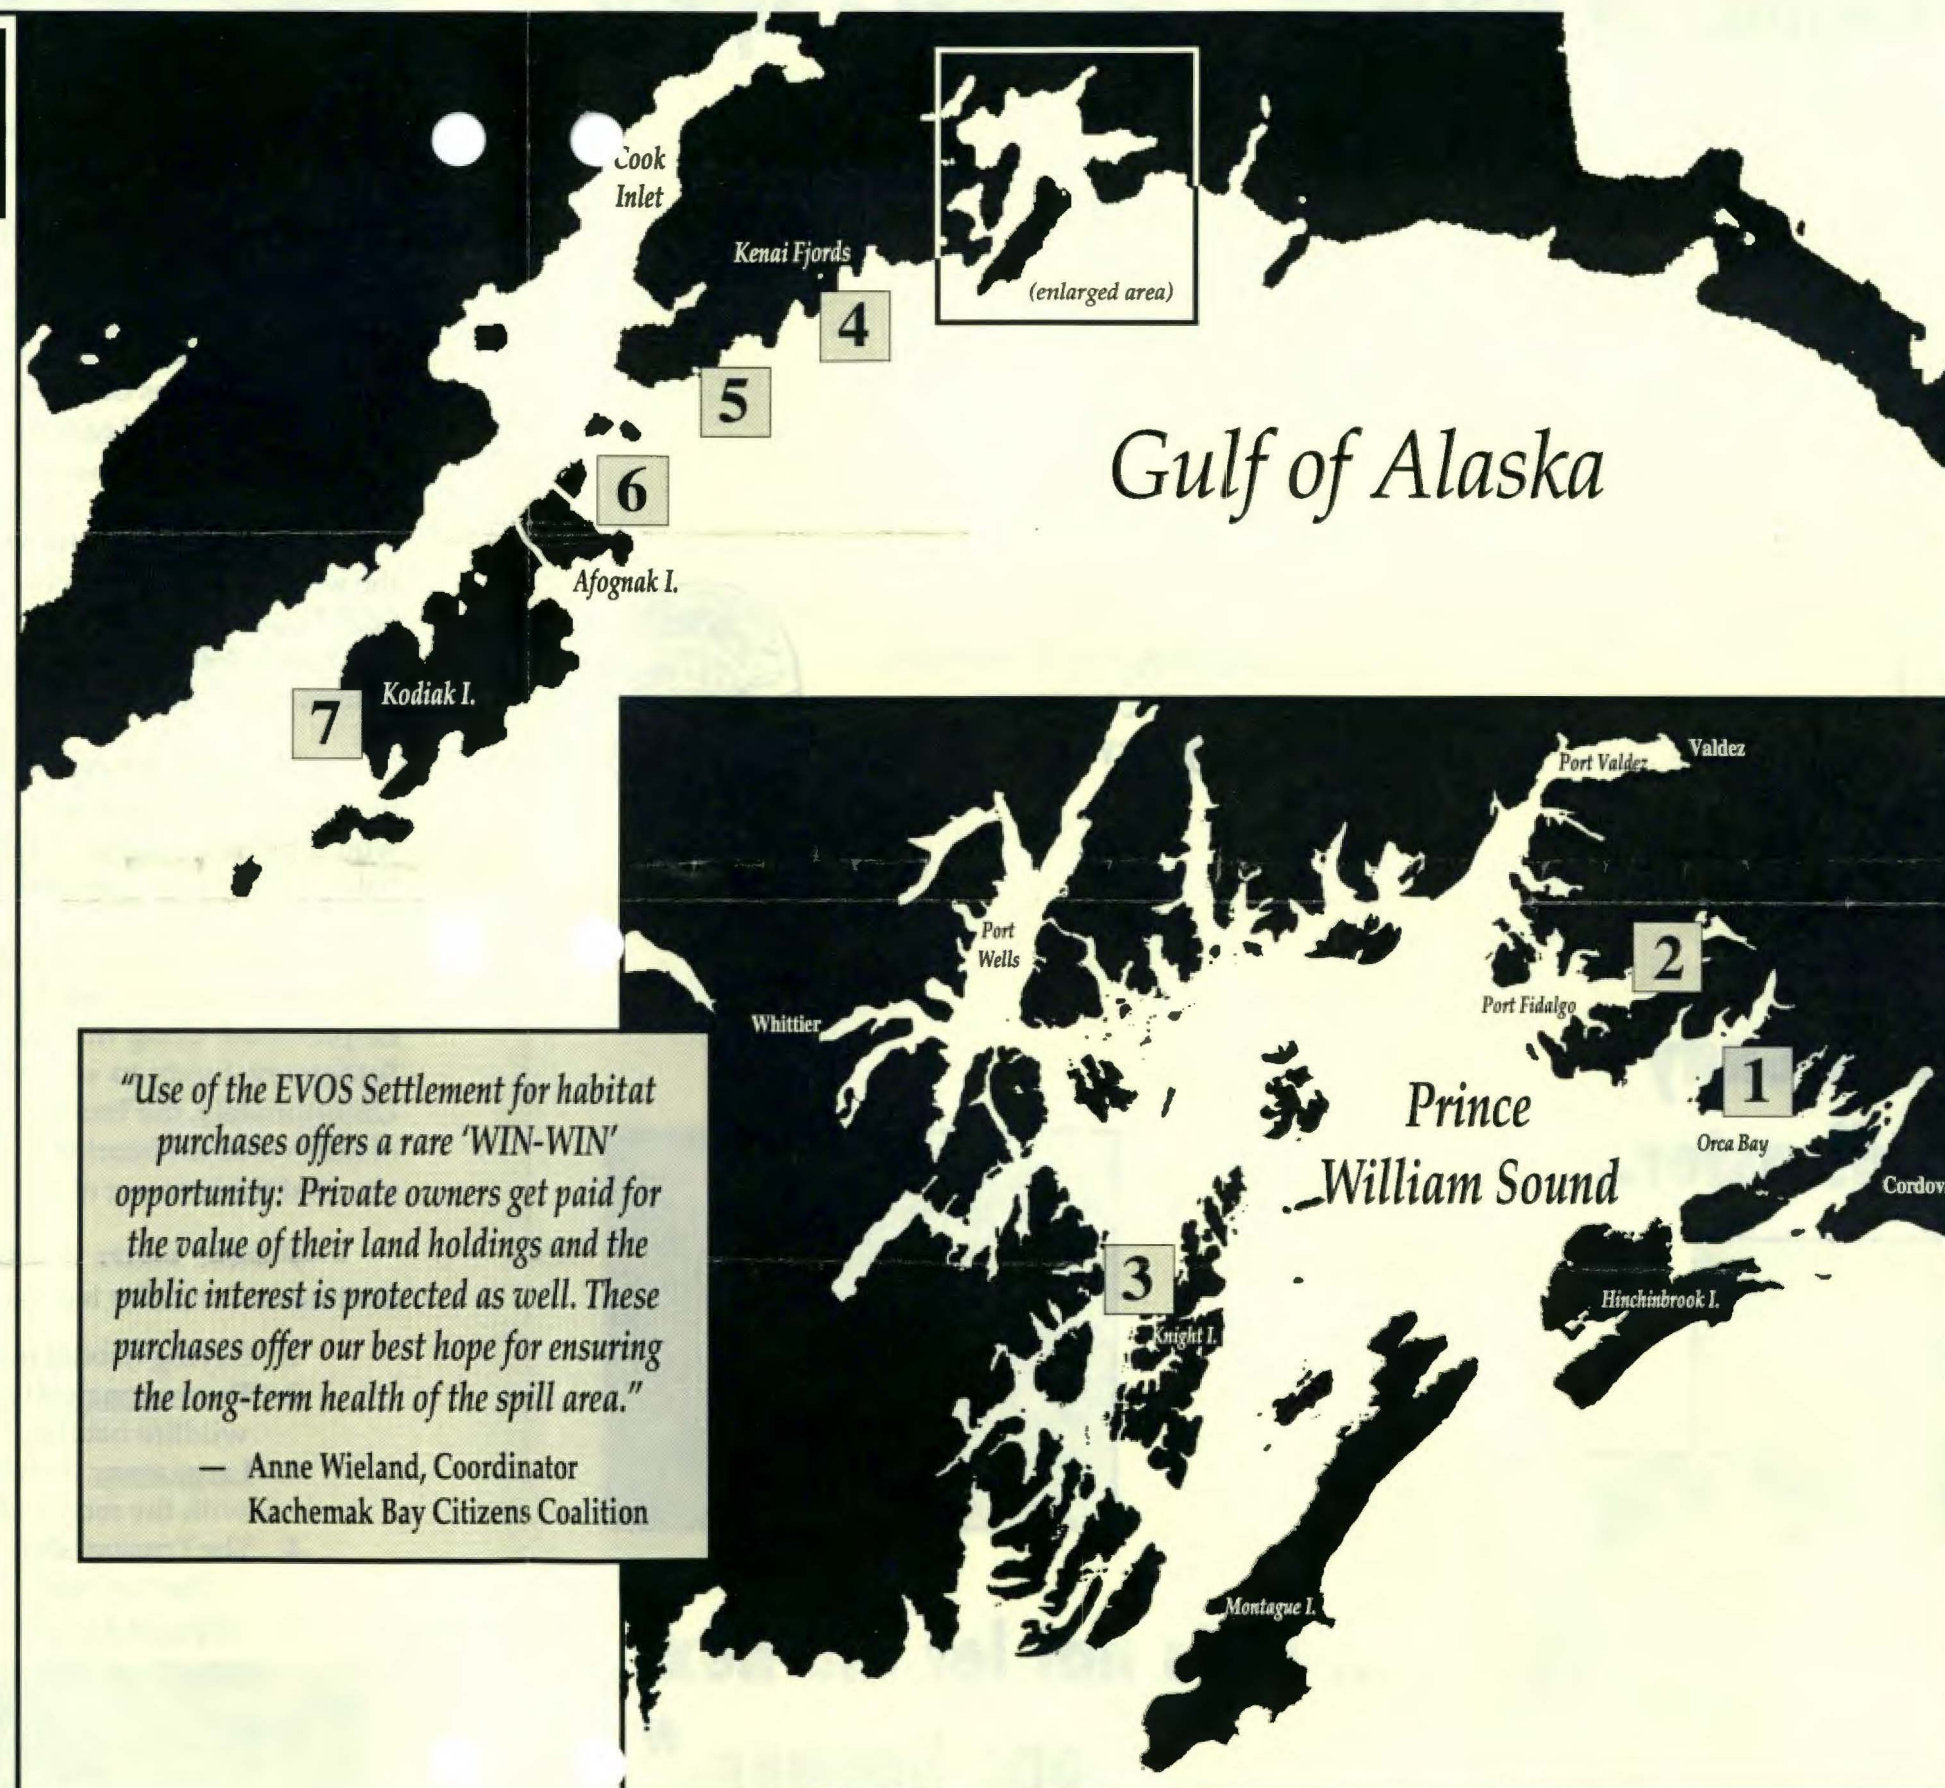 Cook
Inlet
Kenai Fjords
(enlarged area)
4
5
Gulf of Alaska
6
Afognak I.
Kodiak I.
7
Port Valdez
Valdez
Port
Wells
2
Port Fidalgo
Whittier
1
Prince
William Sound
Orca Bay
Cordov
3
Hinchinbrook I.
Knight I.
Montague I.
"Use of the EVOS Settlement for habitat
purchases offers a rare 'WIN-WIN'
opportunity: Private owners get paid for
the value of their land holdings and the
public interest is protected as well. These
purchases offer our best hope for ensuring
the long-term health of the spill area."
— Anne Wieland, Coordinator
Kachemak Bay Citizens Coalition